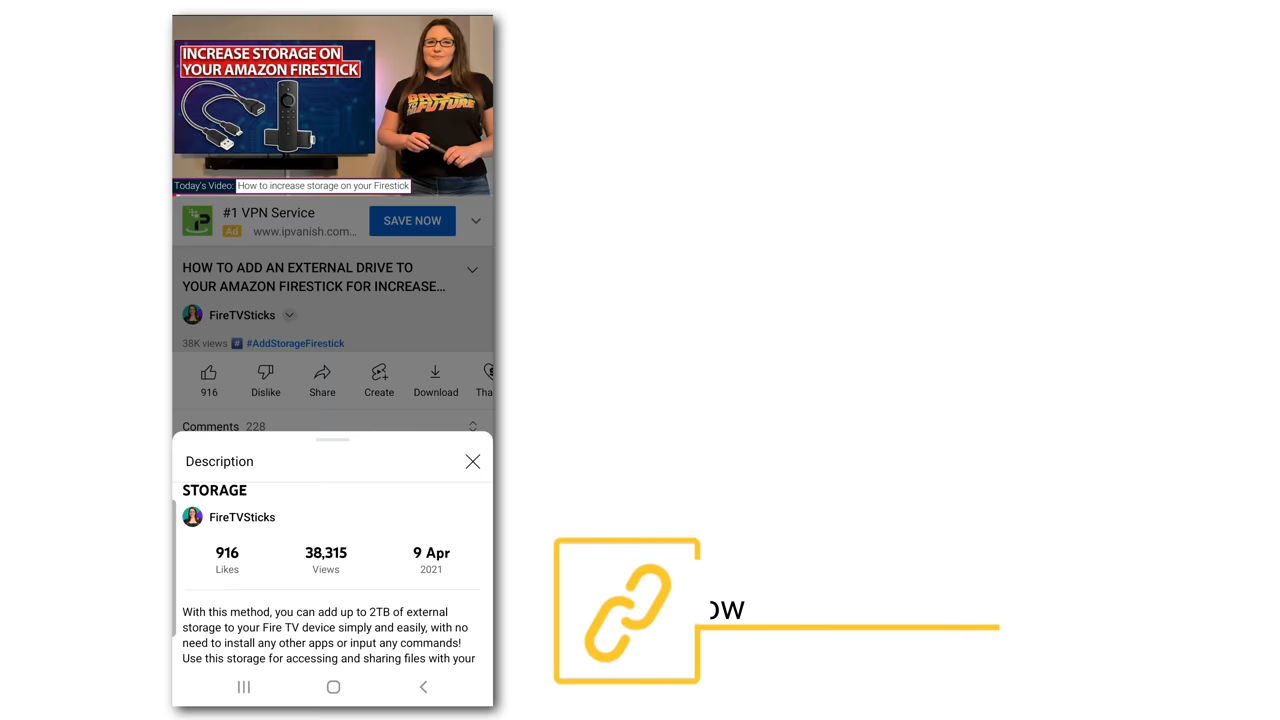 INCREASE STORAGE ON
YOUR AMAZON FIRESTICK
BACK TO THE FUTURE
Today's Video: How to increase storage on your Firestick
#1 VPN Service
SAVE NOW
Ad www.ipvanish.com...
HOW TO ADD AN EXTERNAL DRIVE TO
YOUR AMAZON FIRESTICK FOR INCREASE...
FireTVSticks
38K views # #AddStorageFirestick
916 Dislike Share Create Download Tha
Comments 228
Description
STORAGE
FireTVSticks
916 38,315 9 Apr
Likes Views 2021
With this method, you can add up to 2TB of external
storage to your Fire TV device simply and easily, with no
need to install any other apps or input any commands!
Use this storage for accessing and sharing files with your